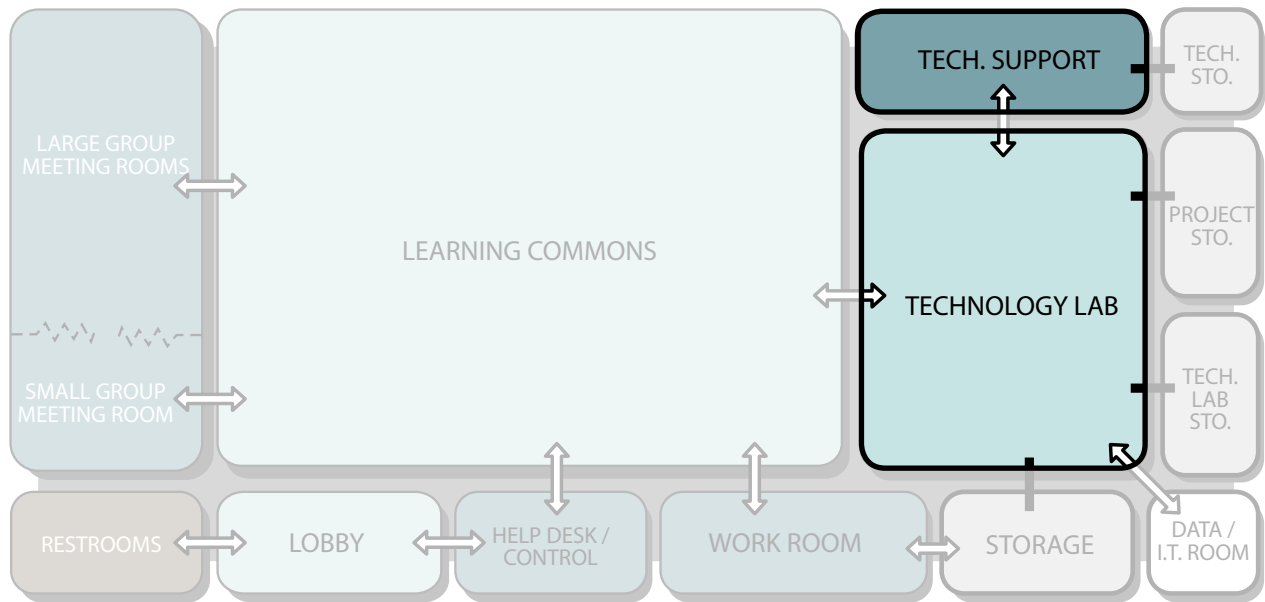 LARGE GROUP
MEETING ROOMS
SMALL GROUP
MEETING ROOM
LEARNING COMMONS
TECH. SUPPORT
TECH.
STO.
TECHNOLOGY LAB
PROJECT
STO.
TECH.
LAB
STO.
RESTROOMS
LOBBY
HELP DESK /
CONTROL
WORK ROOM
STORAGE
DATA /
I.T. ROOM